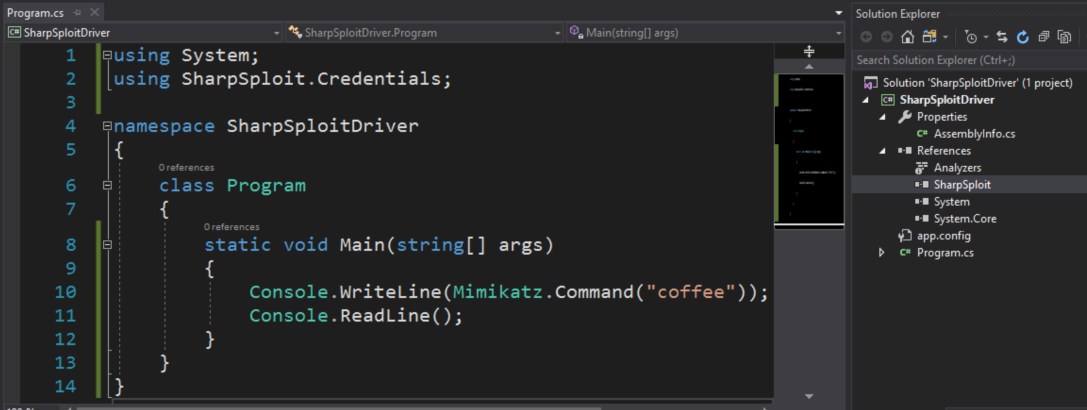 Program.cs
SharpSploitDriver
SharpSploitDriver.Program
Main(string[] args)
1 using System;
2 using SharpSploit.Credentials;
3
4 namespace SharpSploitDriver
5 {
0 references
6 class Program
7 {
0 references
8 static void Main(string[] args)
9 {
10 Console.WriteLine(Mimikatz.Command("coffee"));
11 Console.ReadLine();
12 }
13 }
14 }
Solution Explorer
Search Solution Explorer (Ctrl+;)
Solution 'SharpSploitDriver' (1 project)
C# SharpSploitDriver
Properties
C# AssemblyInfo.cs
References
Analyzers
SharpSploit
System
System.Core
app.config
C# Program.cs